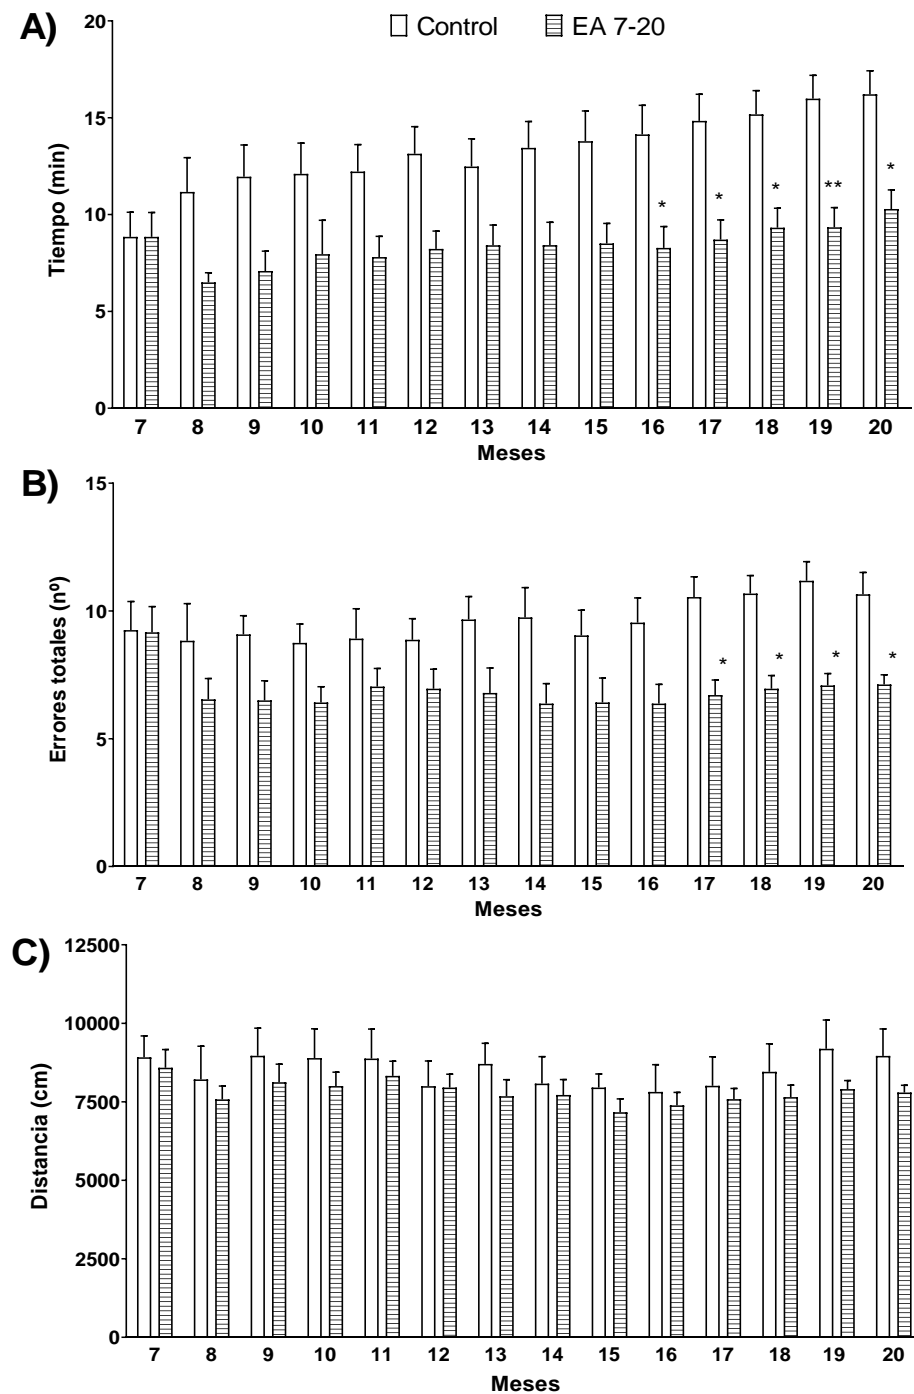 A)
Control EA 7-20
Tiempo (min)
20
15
10
5
0
* * * ** *
7 8 9 10 11 12 13 14 15 16 17 18 19 20
Meses
B)
Errores totales (nº)
15
10
5
0
* * * *
7 8 9 10 11 12 13 14 15 16 17 18 19 20
Meses
C)
Distancia (cm)
12500
10000
7500
5000
2500
0
7 8 9 10 11 12 13 14 15 16 17 18 19 20
Meses